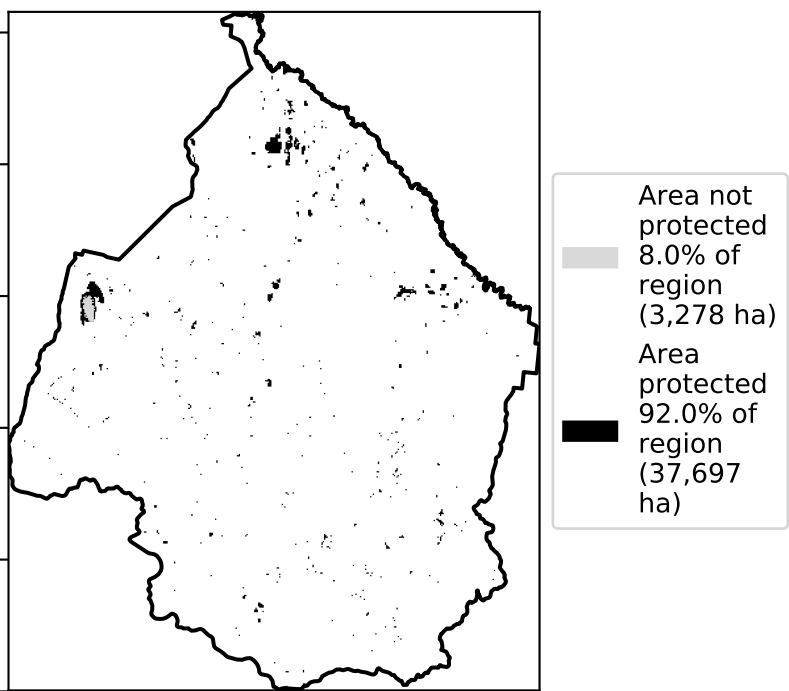 Area not
protected
8.0% of
region
(3,278 ha)
Area
protected
92.0% of
region
(37,697
ha)